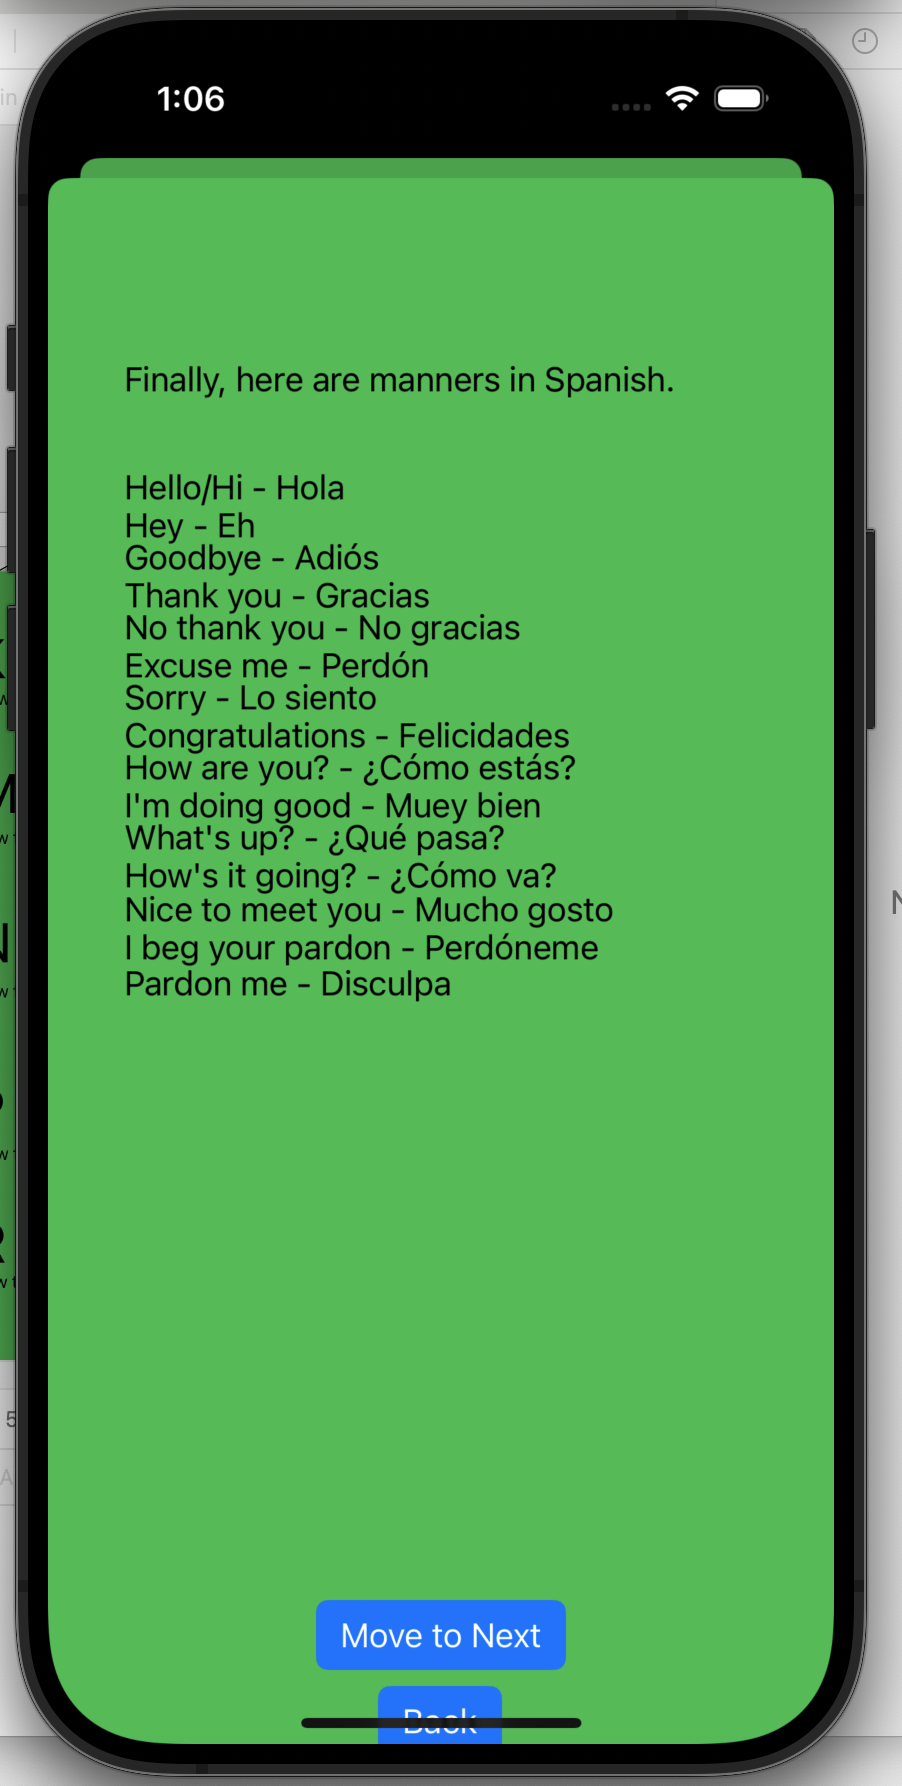 1:06
Finally, here are manners in Spanish.
Hello/Hi - Hola
Hey - Eh
Goodbye - Adiós
Thank you - Gracias
No thank you - No gracias
Excuse me - Perdón
Sorry - Lo siento
Congratulations - Felicidades
How are you? - ¿Cómo estás?
I'm doing good - Muey bien
What's up? - ¿Qué pasa?
How's it going? - ¿Cómo va?
Nice to meet you - Mucho gosto
I beg your pardon - Perdóneme
Pardon me - Disculpa
Move to Next
Back